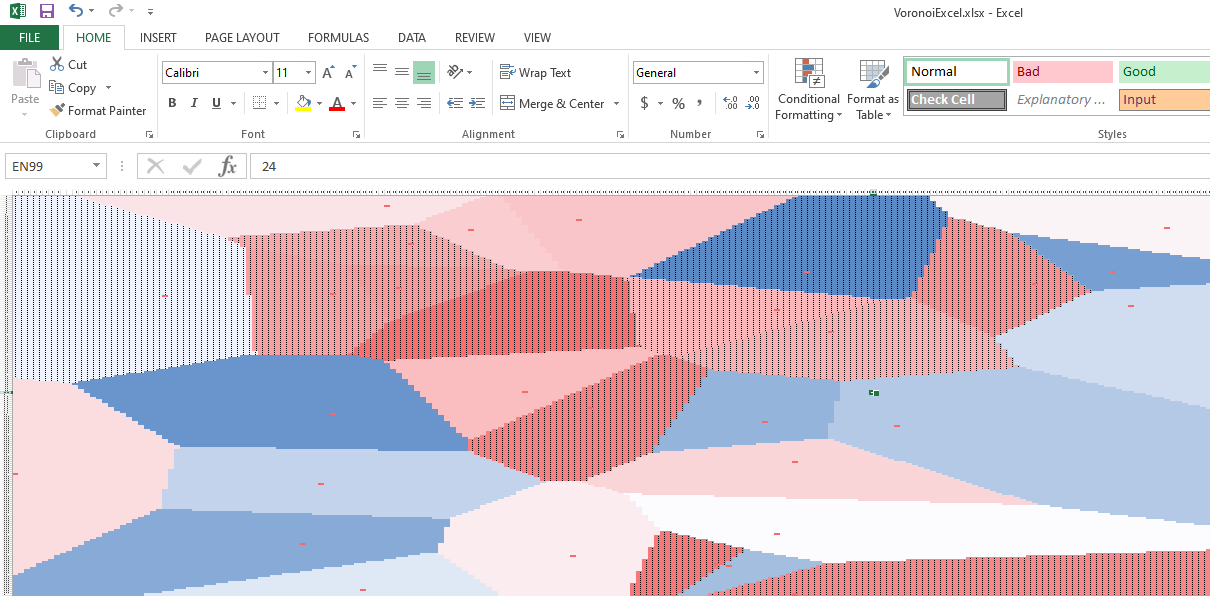 VoronoiExcel.xlsx - Excel
FILE HOME INSERT PAGE LAYOUT FORMULAS DATA REVIEW VIEW
Paste
Cut
Copy
Format Painter
Clipboard
Calibri 11
B I U A
Font
Wrap Text
Merge & Center
Alignment
General
$ % ,
Number
Conditional Formatting
Format as Table
Normal Bad Good
Check Cell Explanatory ... Input
Styles
EN99 fx 24